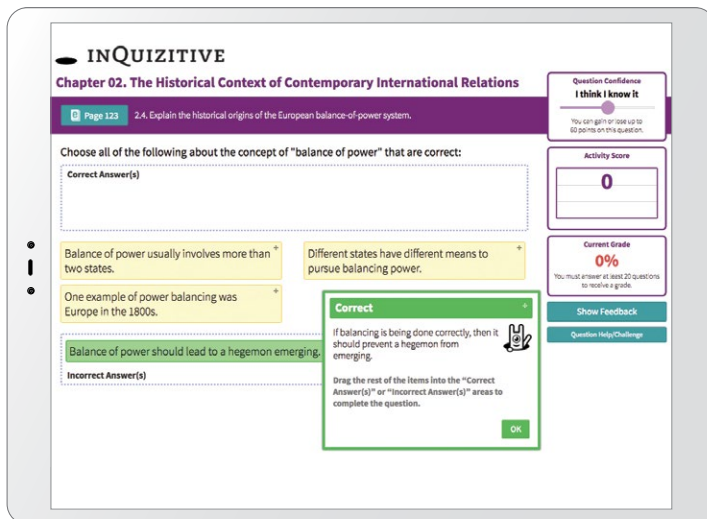 INQUIZITIVE
Chapter 02. The Historical Context of Contemporary International Relations
Page 123
2.4. Explain the historical origins of the European balance-of-power system.
Question Confidence
I think I know it
You can gain or lose up to
60 points on this question.
Choose all of the following about the concept of "balance of power" that are correct:
Correct Answer(s)
Activity Score
0
Balance of power usually involves more than
two states.
+
Different states have different means to
pursue balancing power.
+
One example of power balancing was
Europe in the 1800s.
+
Current Grade
0%
You must answer at least 20 questions
to receive a grade.
Show Feedback
Question Help/Challenge
Balance of power should lead to a hegemon emerging.
Incorrect Answer(s)
Correct
+
If balancing is being done correctly, then it
should prevent a hegemon from
emerging.
Drag the rest of the items into the "Correct
Answer(s)" or "Incorrect Answer(s)" areas to
complete the question.
OK